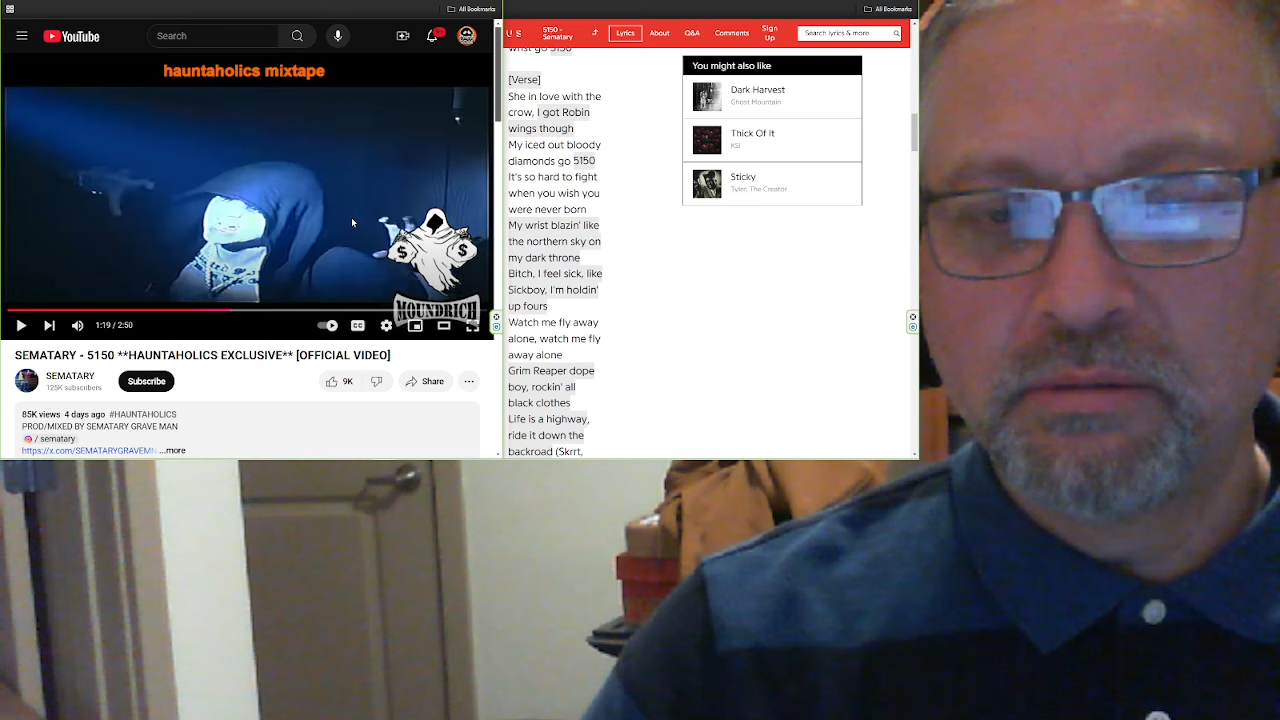 All Bookmarks
All Bookmarks
YouTube
Search
hauntaholics mixtape
$ $
MOUNDRICH
1:19 / 2:50
CC
SEMATARY - 5150 **HAUNTAHOLICS EXCLUSIVE** [OFFICIAL VIDEO]
SEMATARY
125K subscribers
Subscribe
9K
Share
85K views 4 days ago #HAUNTAHOLICS
PROD/MIXED BY SEMATARY GRAVE MAN
/ sematary
https://x.com/SEMATARYGRAVEMN ...more
U S
5150 -
Sematary
Lyrics
About
Q&A
Comments
Sign
Up
Search lyrics & more
wrist go 5150
[Verse]
She in love with the
crow, I got Robin
wings though
My iced out bloody
diamonds go 5150
It's so hard to fight
when you wish you
were never born
My wrist blazin' like
the northern sky on
my dark throne
Bitch, I feel sick, like
Sickboy, I'm holdin'
up fours
Watch me fly away
alone, watch me fly
away alone
Grim Reaper dope
boy, rockin' all
black clothes
Life is a highway,
ride it down the
backroad (Skrrt,
You might also like
Dark Harvest
Ghost Mountain
Thick Of It
KSI
Sticky
Tyler, The Creator